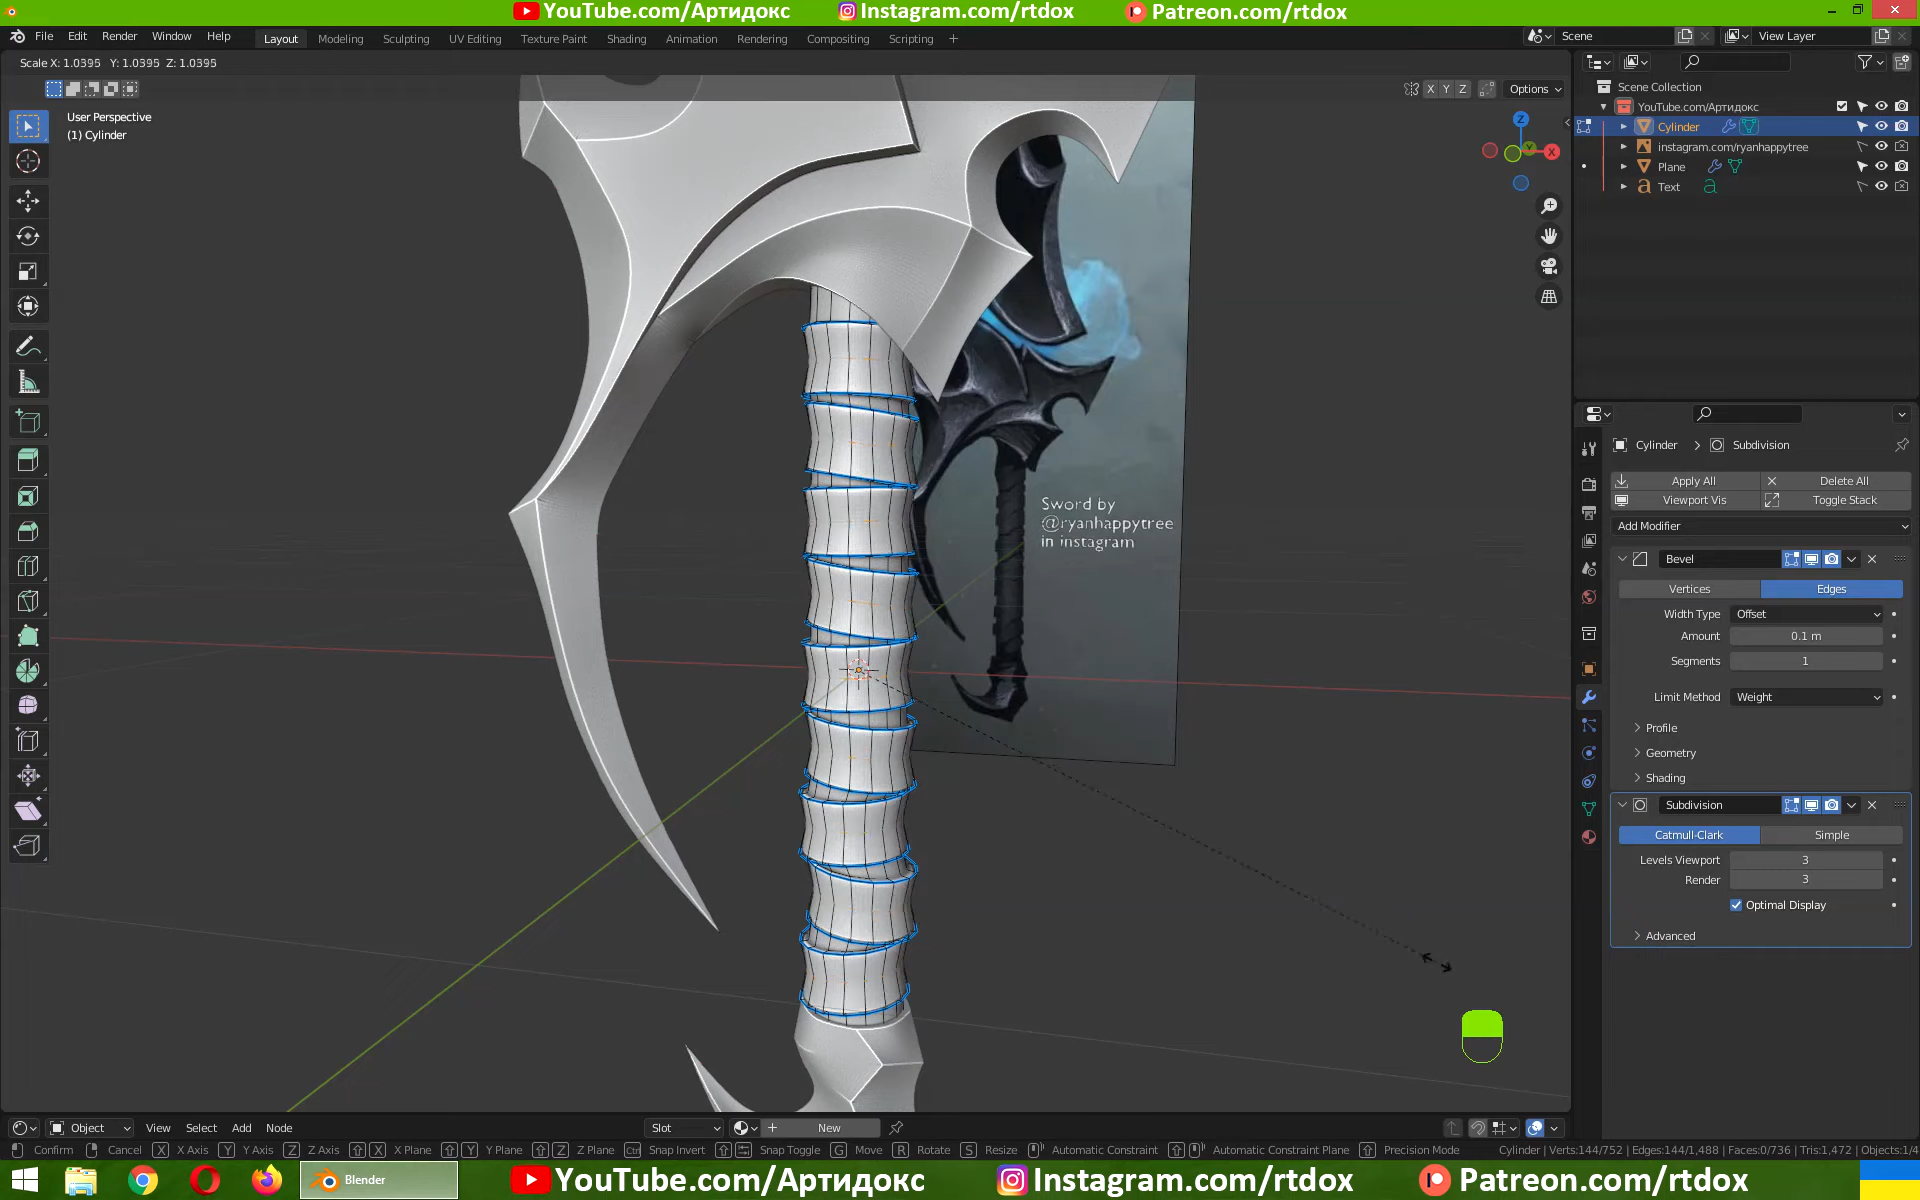 YouTube.com/Артидокс Instagram.com/rtdox Patreon.com/rtdox
File Edit Render Window Help Layout Modeling Sculpting UV Editing Texture Paint Shading Animation Rendering Compositing Scripting + Scene View Layer
Scale X: 1.0395 Y: 1.0395 Z: 1.0395
X Y Z Options
User Perspective
(1) Cylinder
Z
X
Y
Sword by
@ryanhappytree
in instagram
Scene Collection
YouTube.com/Артидокс
Cylinder
instagram.com/ryanhappytree
Plane
Text
Cylinder > Subdivision
Apply All Delete All
Viewport Vis Toggle Stack
Add Modifier
Bevel
Vertices Edges
Width Type Offset
Amount 0.1 m
Segments 1
Limit Method Weight
Profile
Geometry
Shading
Subdivision
Catmull-Clark Simple
Levels Viewport 3
Render 3
Optimal Display
Advanced
Object View Select Add Node Slot New
Confirm Cancel X X Axis Y Y Axis Z Z Axis X X Plane Y Y Plane Z Z Plane Ctrl Snap Invert Snap Toggle G Move R Rotate S Resize Automatic Constraint Automatic Constraint Plane Precision Mode Cylinder | Verts:144/752 | Edges:144/1,488 | Faces:0/736 | Tris:1,472 | Objects:1/4
Blender YouTube.com/Артидокс Instagram.com/rtdox Patreon.com/rtdox